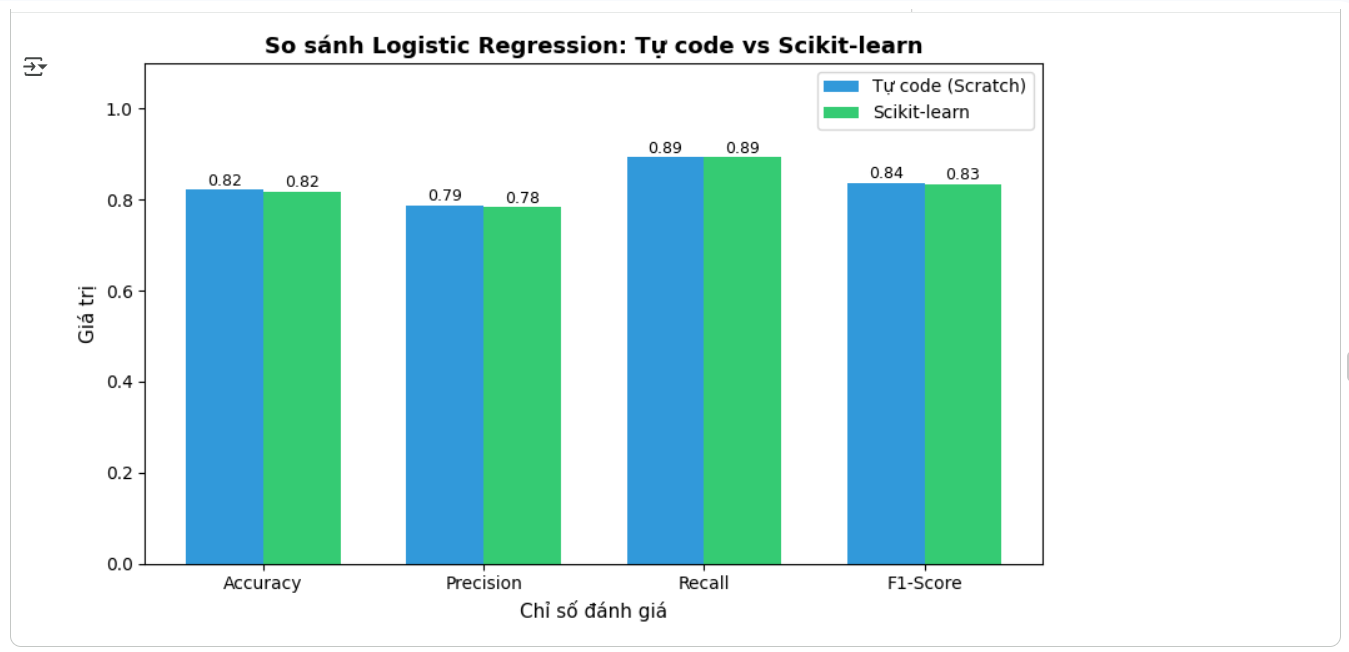 So sánh Logistic Regression: Tự code vs Scikit-learn
Tự code (Scratch)
Scikit-learn
1.0
0.8
0.6
0.4
0.2
0.0
Giá trị
0.82
0.82
0.79
0.78
0.89
0.89
0.84
0.83
Accuracy
Precision
Recall
F1-Score
Chỉ số đánh giá